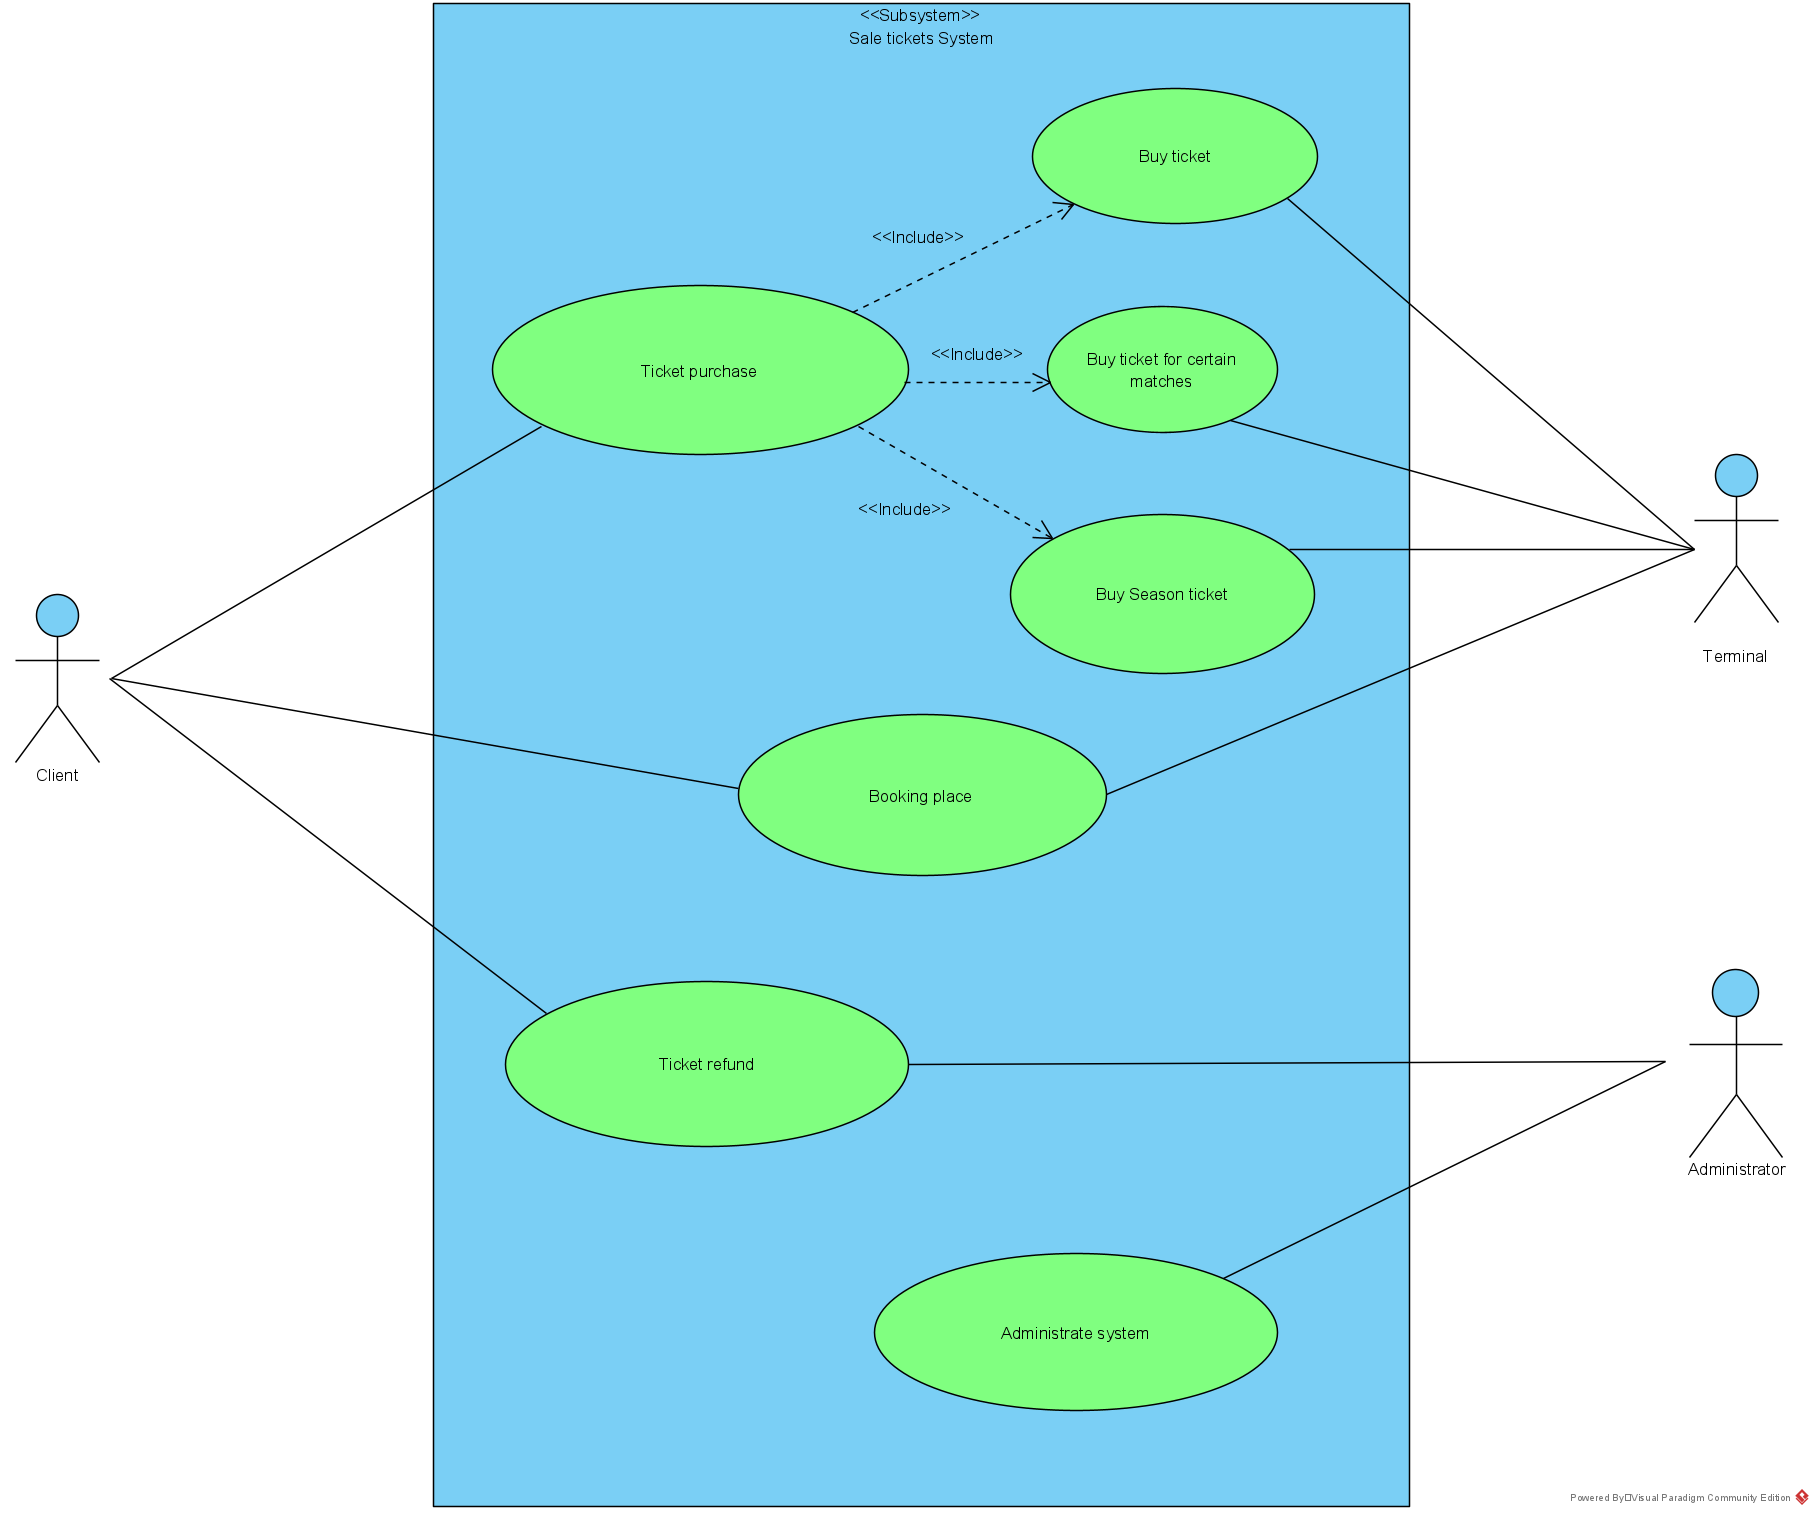 <<Subsystem>>
Sale tickets System
Buy ticket
<<Include>>
Ticket purchase
<<Include>>
Buy ticket for certain
matches
<<Include>>
Buy Season ticket
Terminal
Client
Booking place
Ticket refund
Administrator
Administrate system
Powered By□Visual Paradigm Community Edition